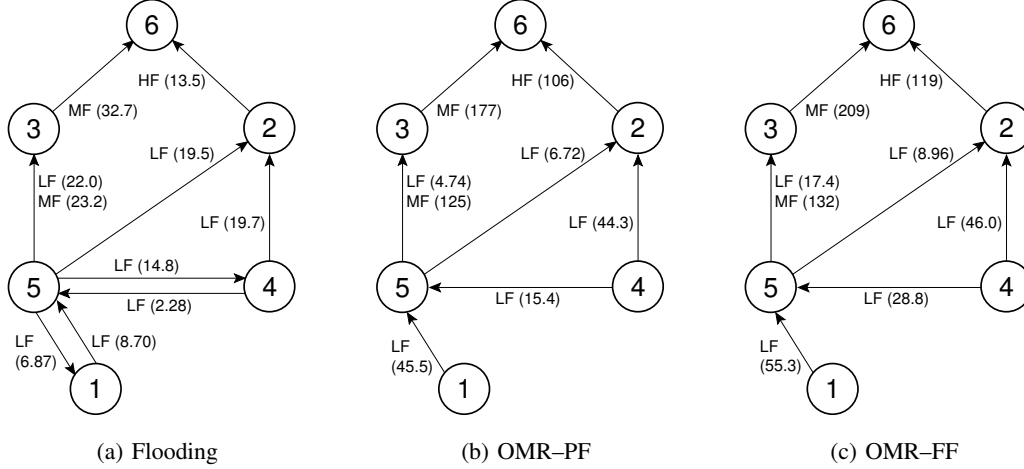 6
HF (13.5)
MF (32.7)
3
2
LF (19.5)
LF (22.0)
MF (23.2)
LF (19.7)
LF (14.8)
5
4
LF (2.28)
LF
(6.87)
LF (8.70)
1
(a) Flooding
6
HF (106)
MF (177)
3
2
LF (6.72)
LF (4.74)
MF (125)
LF (44.3)
5
4
LF (15.4)
LF
(45.5)
1
(b) OMR–PF
6
HF (119)
MF (209)
3
2
LF (8.96)
LF (17.4)
MF (132)
LF (46.0)
5
4
LF (28.8)
LF
(55.3)
1
(c) OMR–FF